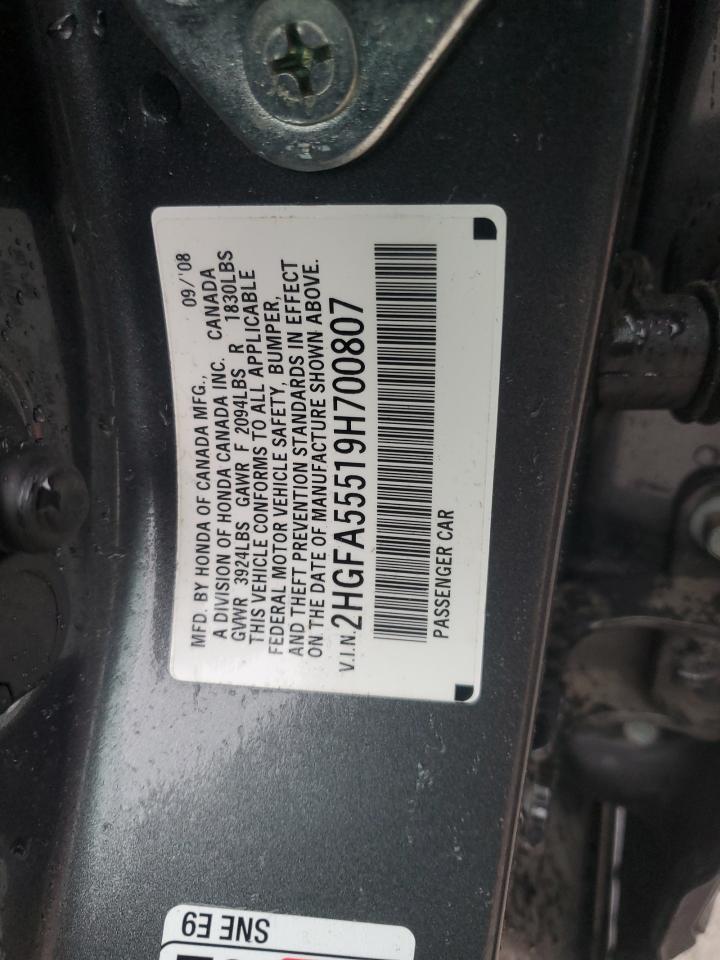 MFD. BY HONDA OF CANADA MFG., 09/'08
A DIVISION OF HONDA CANADA INC. CANADA
GVWR 3924LBS GAWR F 2094LBS R 1830LBS
THIS VEHICLE CONFORMS TO ALL APPLICABLE
FEDERAL MOTOR VEHICLE SAFETY, BUMPER,
AND THEFT PREVENTION STANDARDS IN EFFECT
ON THE DATE OF MANUFACTURE SHOWN ABOVE.
V.I.N. 2HGFA55519H700807
PASSENGER CAR
SNE E9